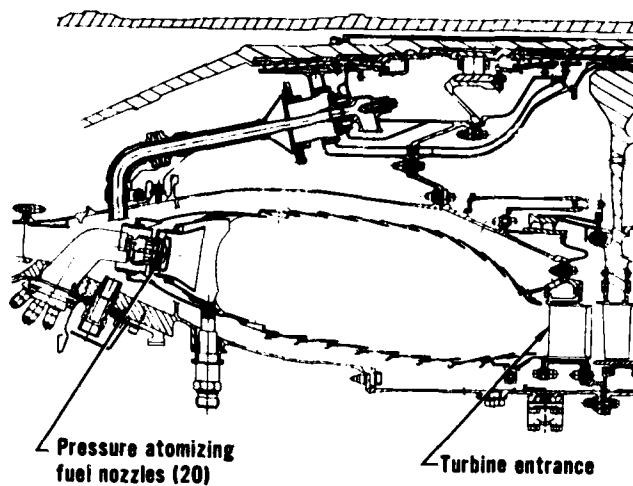 Pressure atomizing
fuel nozzles (20)
Turbine entrance